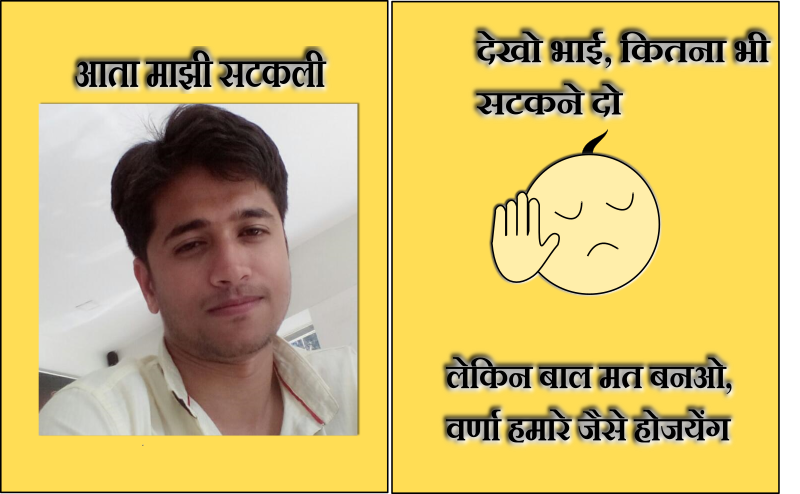 आता माझी सटकली
देखो भाई, कितना भी
सटकने दो
लेकिन बाल मत बनओ,
वर्णा हमारे जैसे होजयेंग